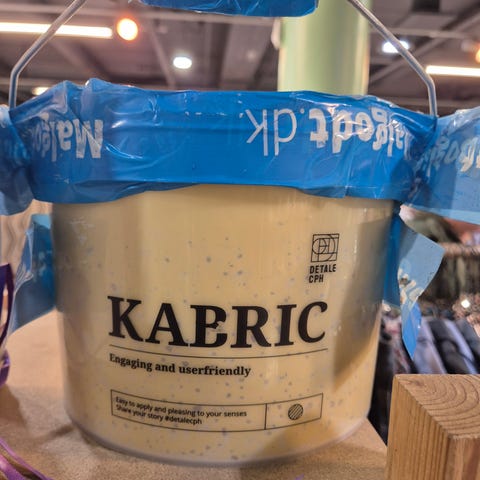 Malgodt.dk
DETALE
CPH
KABRIC
Engaging and userfriendly
Easy to apply and pleasing to your senses
Share your story #detalecph